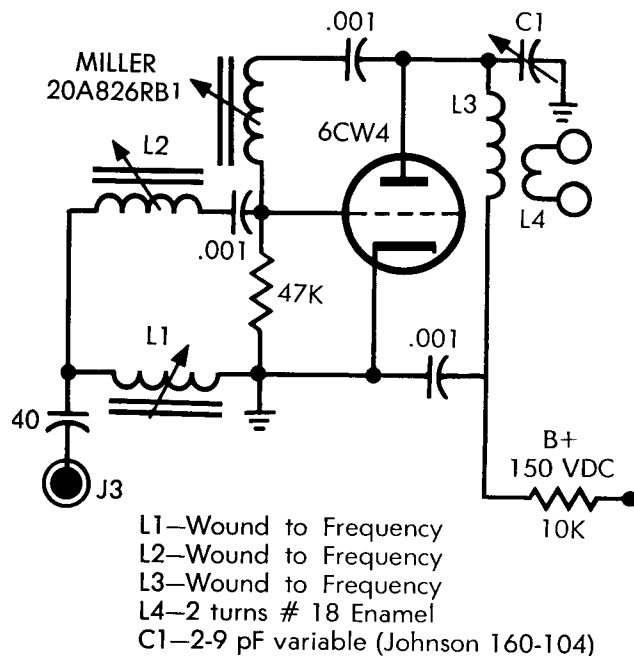 .001
C1
MILLER
20A826RB1
6CW4
L3
L2
L4
.001
47K
.001
L1
40
J3
B+
150 VDC
10K
L1—Wound to Frequency
L2—Wound to Frequency
L3—Wound to Frequency
L4—2 turns # 18 Enamel
C1—2-9 pF variable (Johnson 160-104)